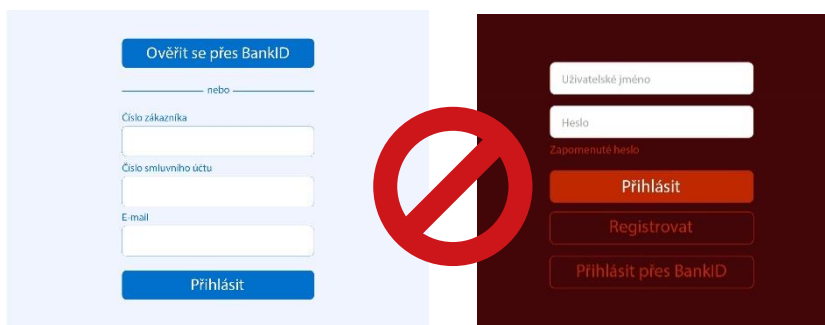 Ověřit se přes BankID
nebo
Číslo zákazníka
Číslo smluvního účtu
E-mail
Přihlásit
Uživatelské jméno
Heslo
Zapomenuté heslo
Přihlásit
Registrovat
Přihlásit přes BankID